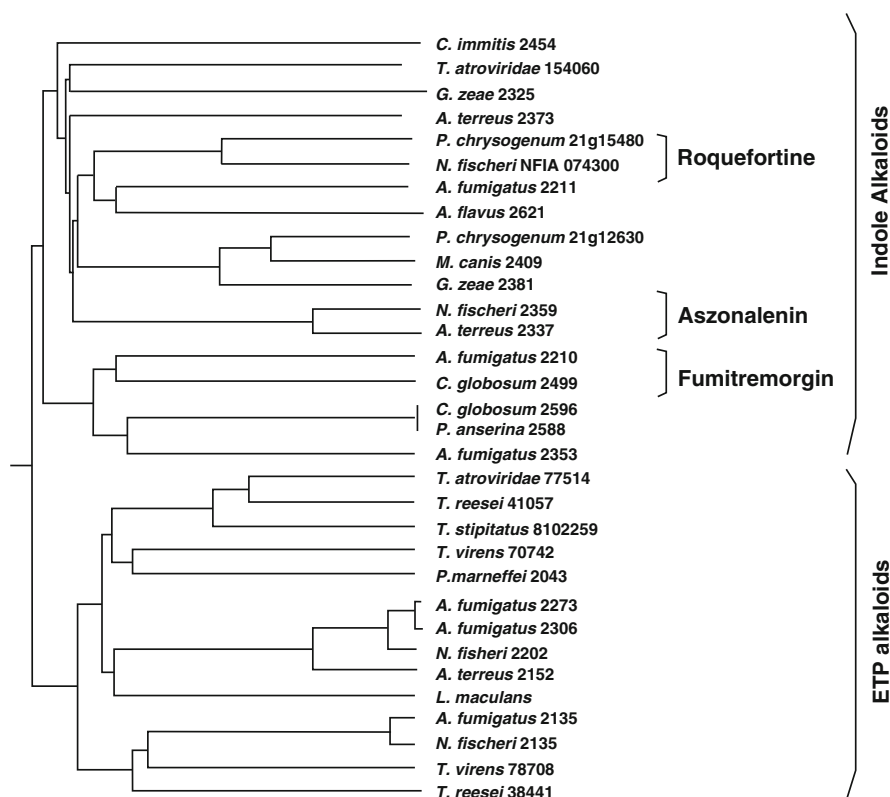 C. immitis 2454
T. atroviridae 154060
G. zeae 2325
A. terreus 2373
P. chrysogenum 21g15480
N. fischeri NFIA 074300
Roquefortine
A. fumigatus 2211
A. flavus 2621
P. chrysogenum 21g12630
M. canis 2409
G. zeae 2381
N. fischeri 2359
A. terreus 2337
Aszonalenin
A. fumigatus 2210
C. globosum 2499
Fumitremorgin
C. globosum 2596
P. anserina 2588
A. fumigatus 2353
Indole Alkaloids
T. atroviridae 77514
T. reesei 41057
T. stipitatus 8102259
T. virens 70742
P.marneffei 2043
A. fumigatus 2273
A. fumigatus 2306
N. fisheri 2202
A. terreus 2152
L. maculans
A. fumigatus 2135
N. fischeri 2135
T. virens 78708
T. reesei 38441
ETP alkaloids